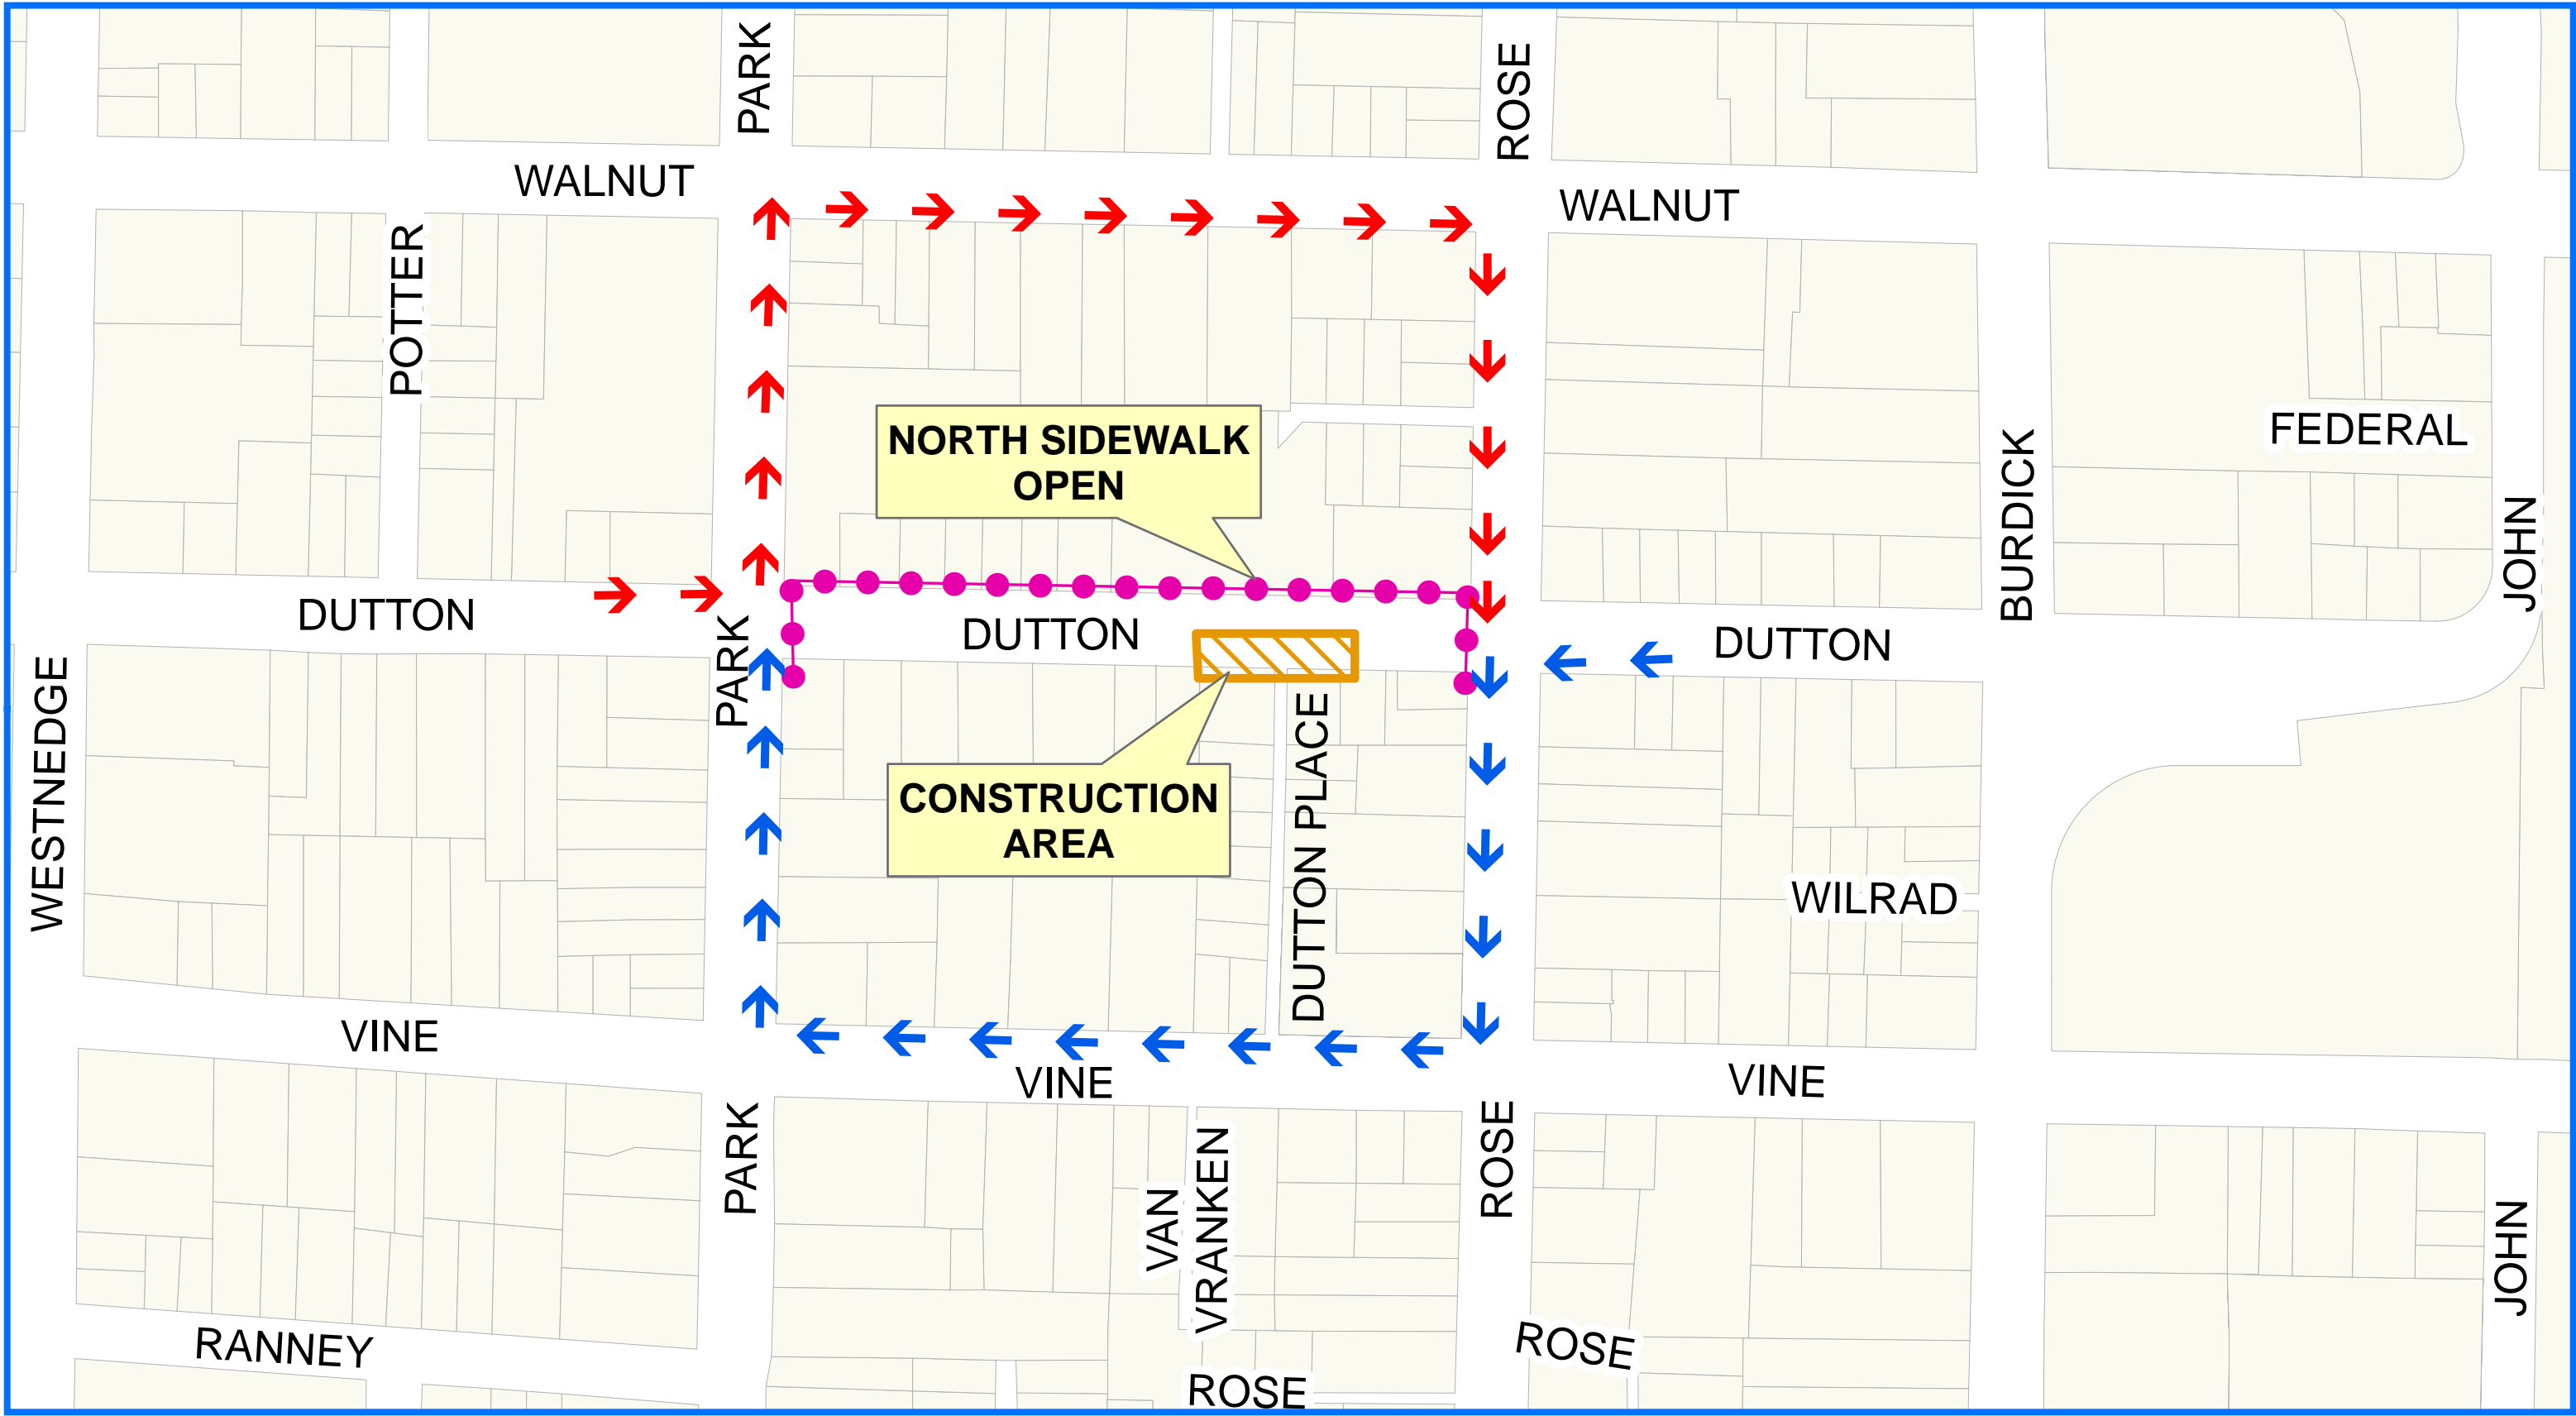 PARK
ROSE
WALNUT
WALNUT
POTTER
NORTH SIDEWALK
OPEN
FEDERAL
BURDICK
JOHN
DUTTON
DUTTON
DUTTON
PARK
WESTNEDGE
CONSTRUCTION
AREA
DUTTON PLACE
WILRAD
VINE
VINE
VINE
PARK
VAN
VRANKEN
ROSE
JOHN
RANNEY
ROSE
ROSE